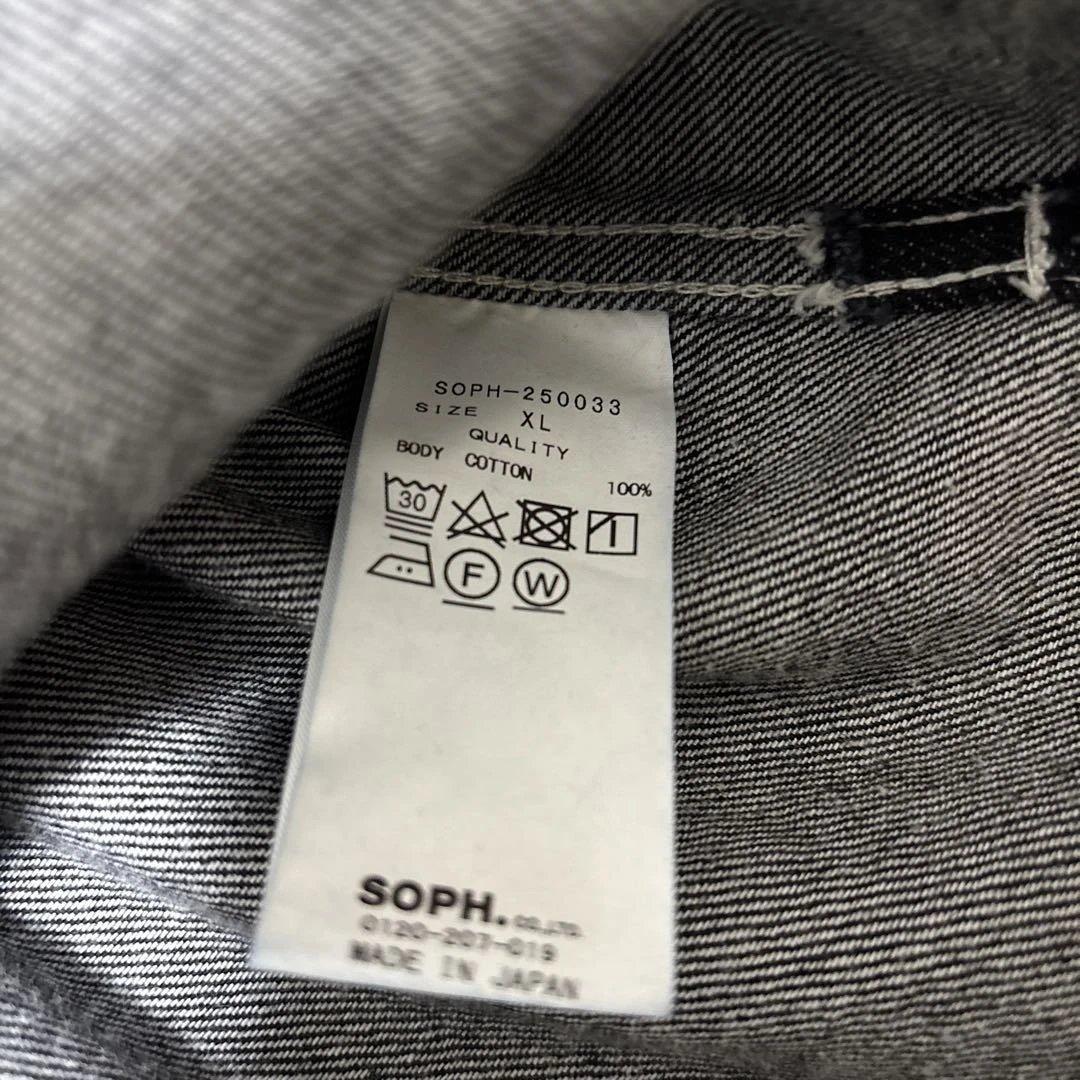 SOPH-250033
SIZE XL
QUALITY
BODY COTTON 100%
30
F W
SOPH.CO.,LTD.
0120-207-019
MADE IN JAPAN